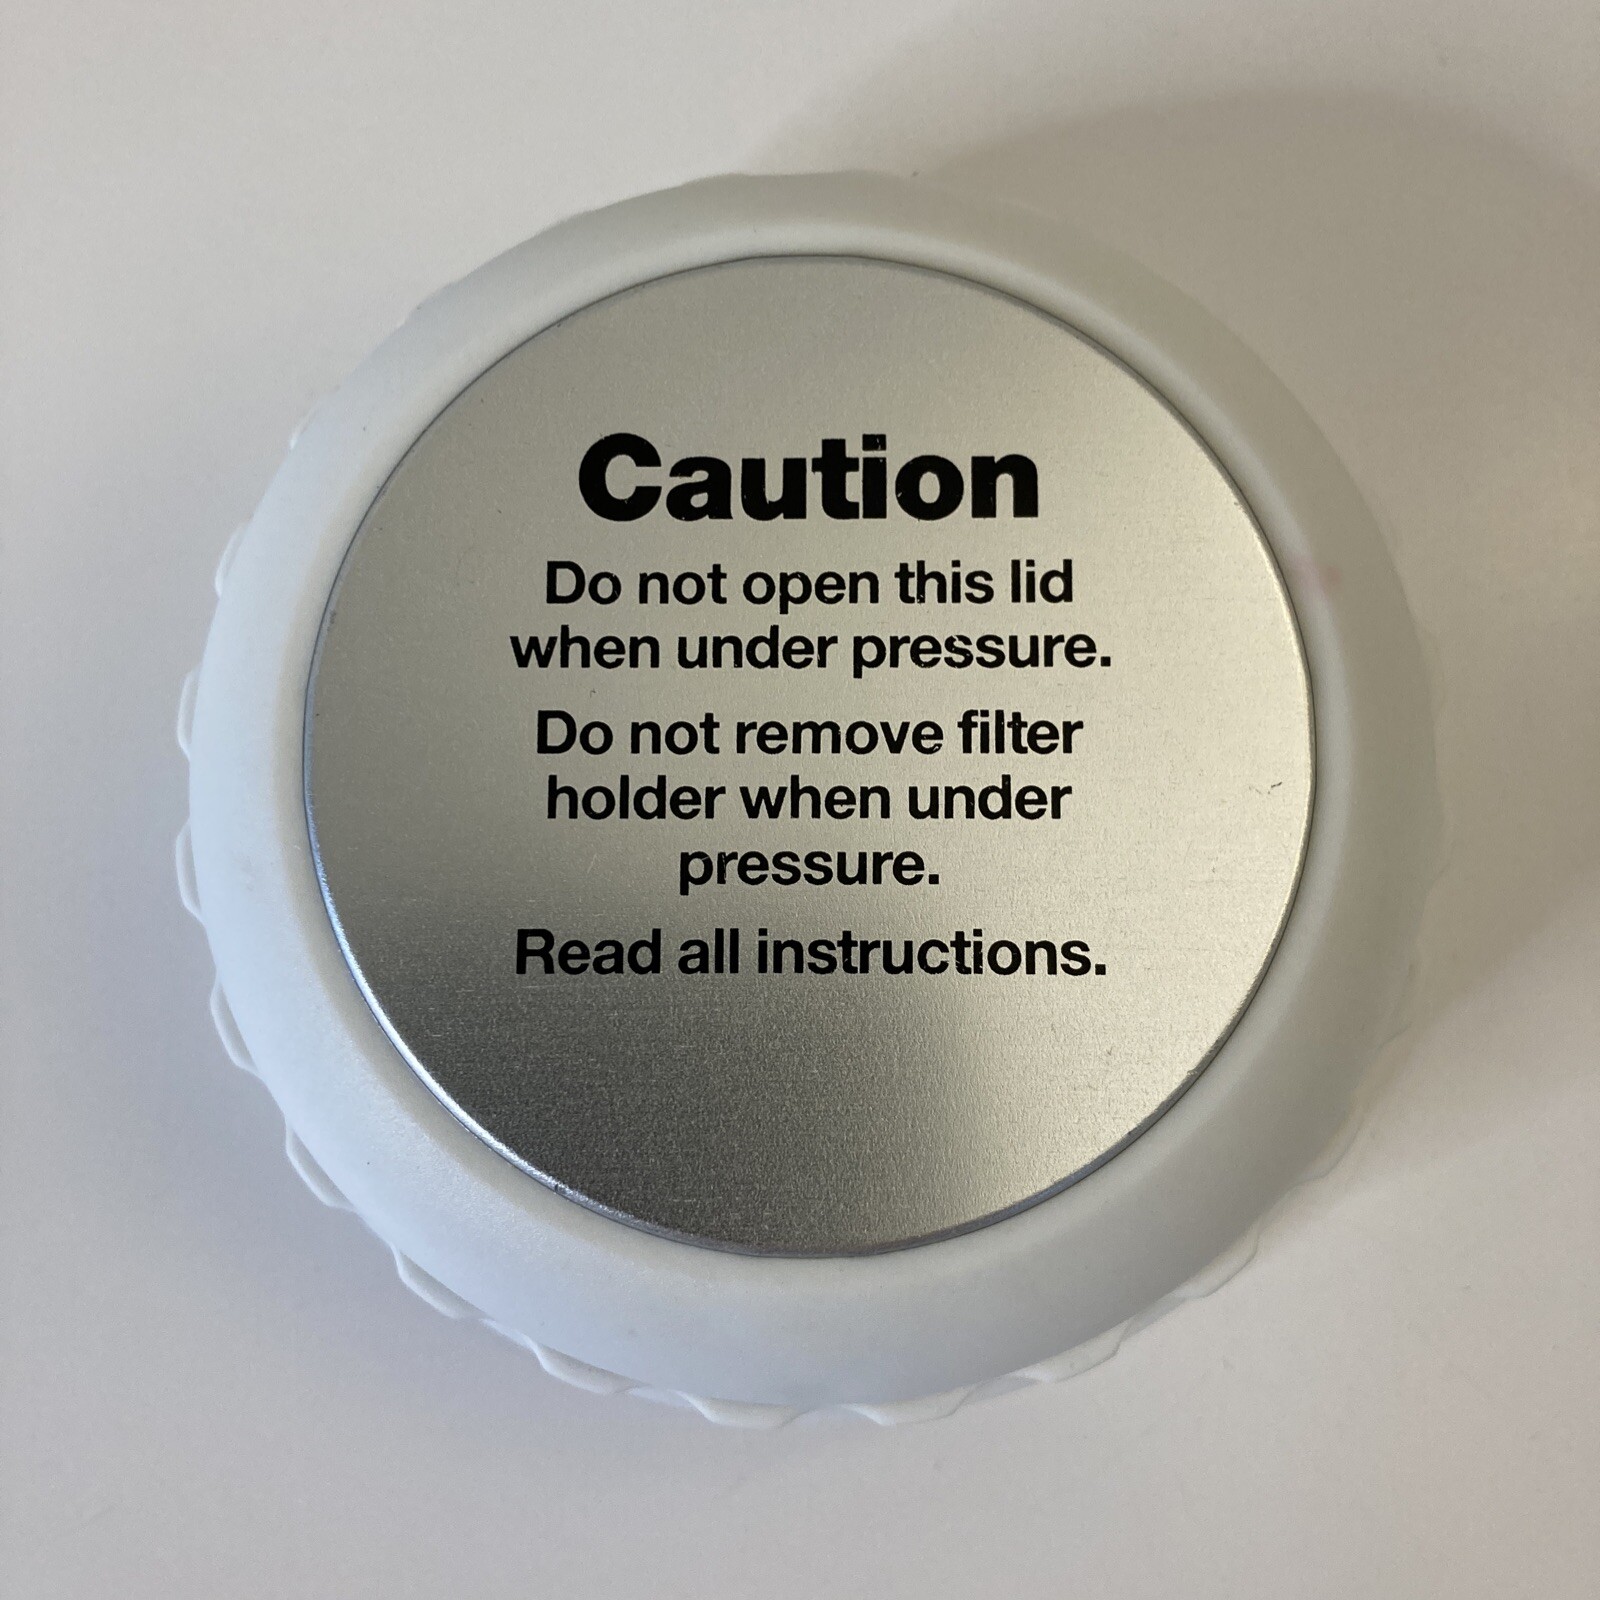 Caution
Do not open this lid
when under pressure.
Do not remove filter
holder when under
pressure.
Read all instructions.